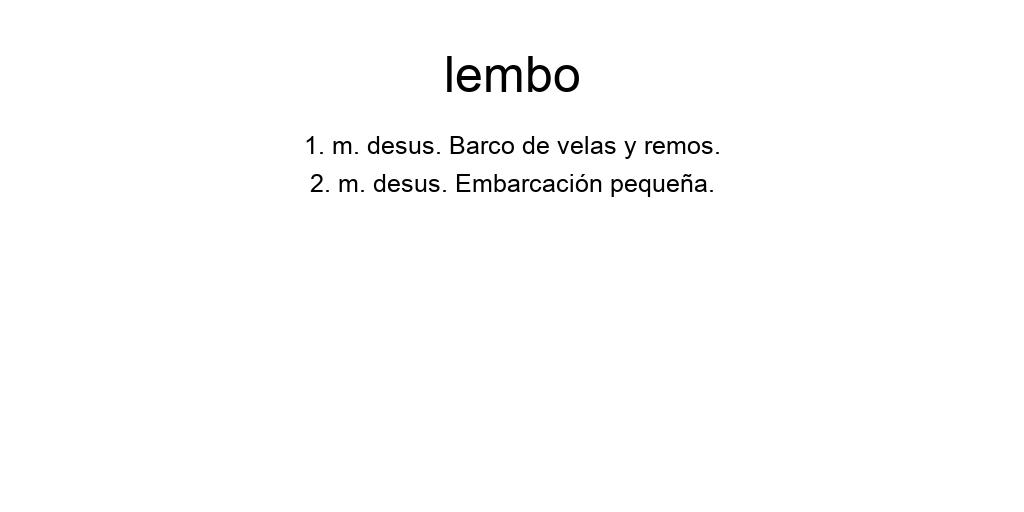 lembo
1. m. desus. Barco de velas y remos.
2. m. desus. Embarcación pequeña.